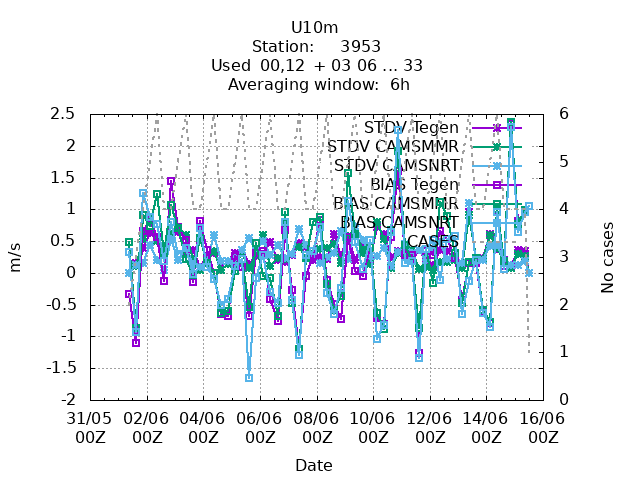 U10m
Station: 3953
Used 00,12 + 03 06 ... 33
Averaging window: 6h
2.5
2
1.5
1
0.5
0
-0.5
-1
-1.5
-2
m/s
6
5
4
3
2
1
0
No cases
STDV Tegen
STDV CAMSMMR
STDV CAMSNRT
BIAS Tegen
BIAS CAMSMMR
BIAS CAMSNRT
CASES
31/05 02/06 04/06 06/06 08/06 10/06 12/06 14/06 16/06
00Z 00Z 00Z 00Z 00Z 00Z 00Z 00Z 00Z
Date